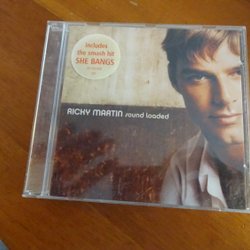 includes
the smash hit
SHE BANGS
RICKY MARTIN sound loaded